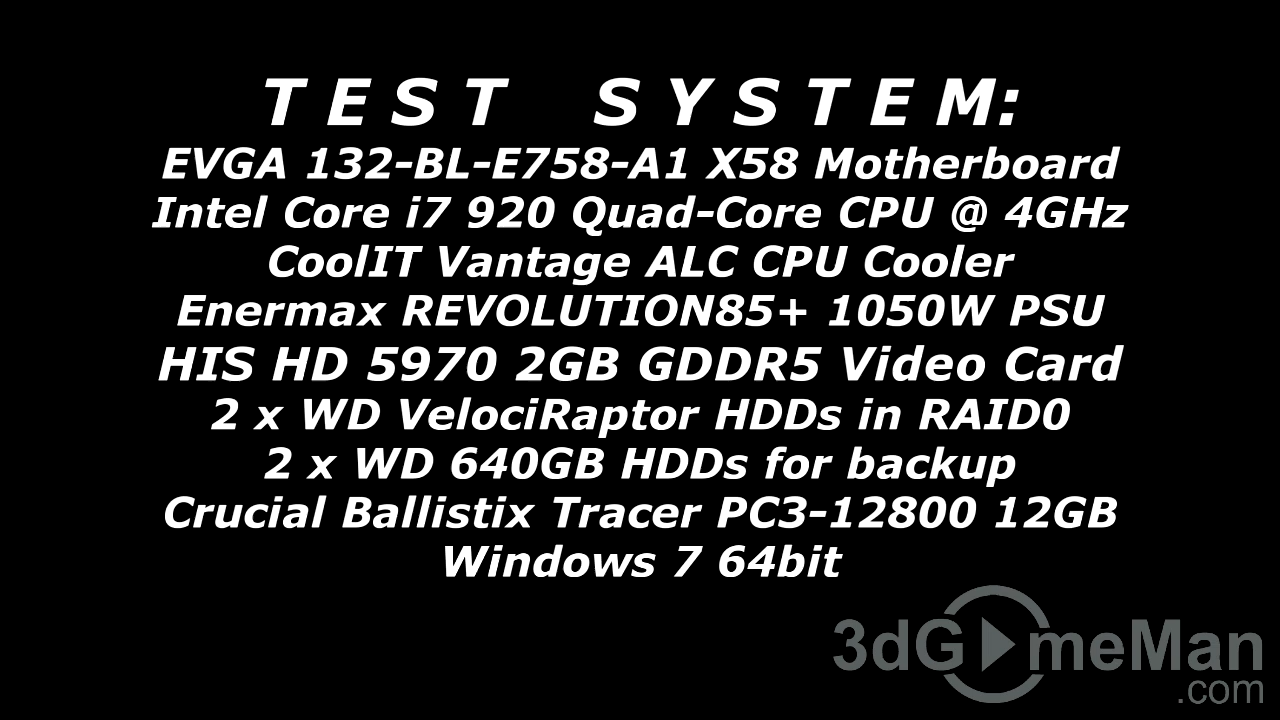 TEST SYSTEM:
EVGA 132-BL-E758-A1 X58 Motherboard
Intel Core i7 920 Quad-Core CPU @ 4GHz
CoolIT Vantage ALC CPU Cooler
Enermax REVOLUTION85+ 1050W PSU
HIS HD 5970 2GB GDDR5 Video Card
2 x WD VelociRaptor HDDs in RAID0
2 x WD 640GB HDDs for backup
Crucial Ballistix Tracer PC3-12800 12GB
Windows 7 64bit
3dGameMan
.com